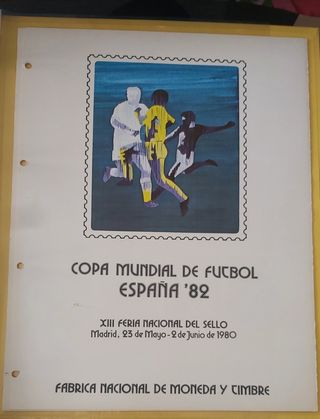 COPA MUNDIAL DE FUTBOL
ESPAÑA '82
XIII FERIA NACIONAL DEL SELLO
Madrid, 23 de Mayo-2 de Junio de 1980
FABRICA NACIONAL DE MONEDA Y TIMBRE